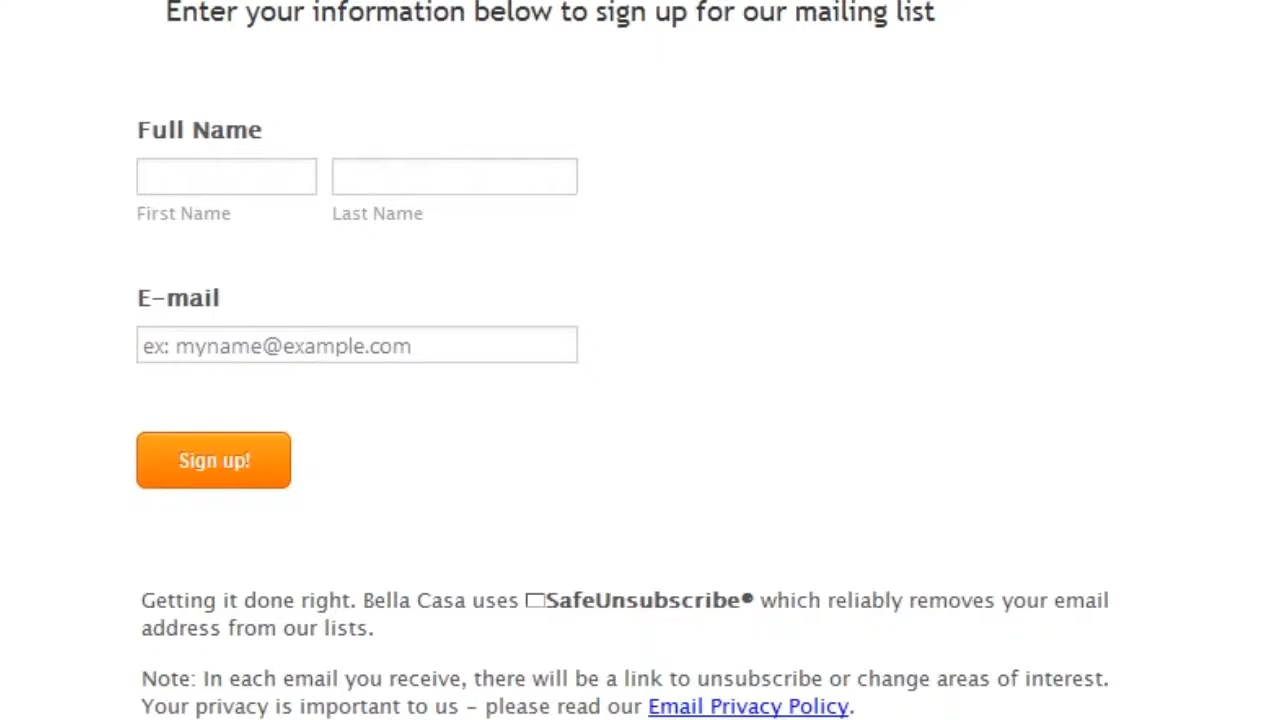 Enter your information below to sign up for our mailing list
Full Name
First Name Last Name
E-mail
ex: myname@example.com
Sign up!
Getting it done right. Bella Casa uses SafeUnsubscribe® which reliably removes your email
address from our lists.
Note: In each email you receive, there will be a link to unsubscribe or change areas of interest.
Your privacy is important to us - please read our Email Privacy Policy.